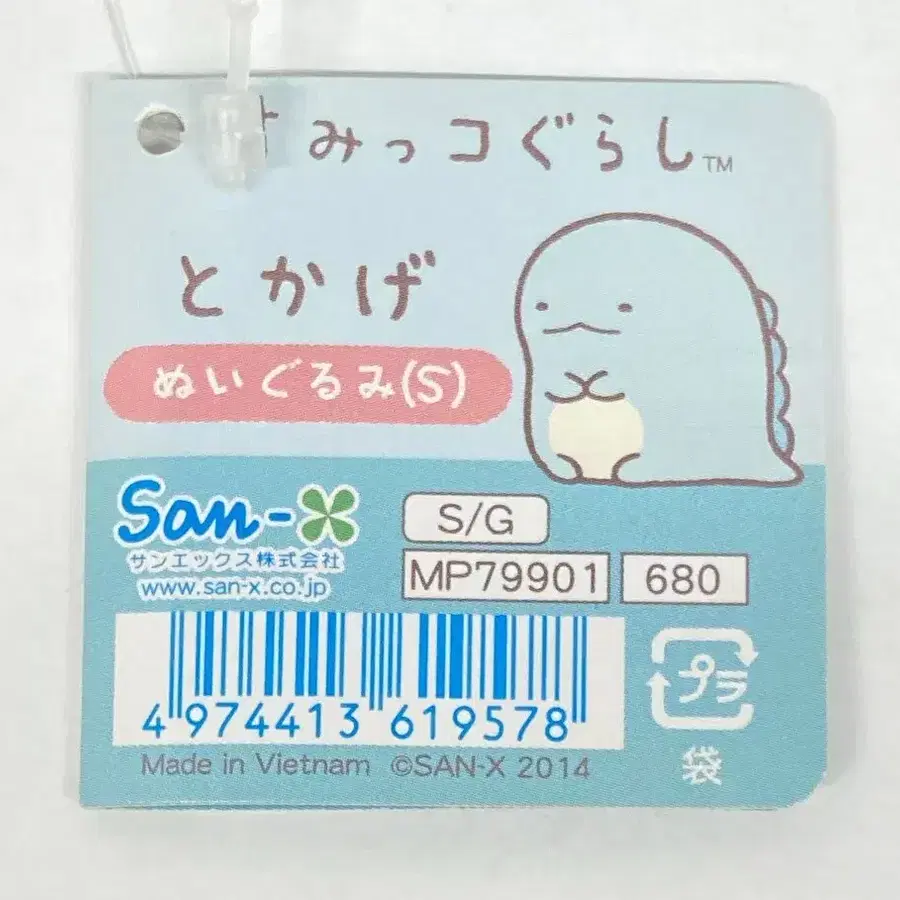 すみっコぐらし™
とかげ
ぬいぐるみ(S)
San-X
サンエックス株式会社
www.san-x.co.jp
S/G
MP79901
680
4 974413 619578
プラ
袋
Made in Vietnam ©SAN-X 2014